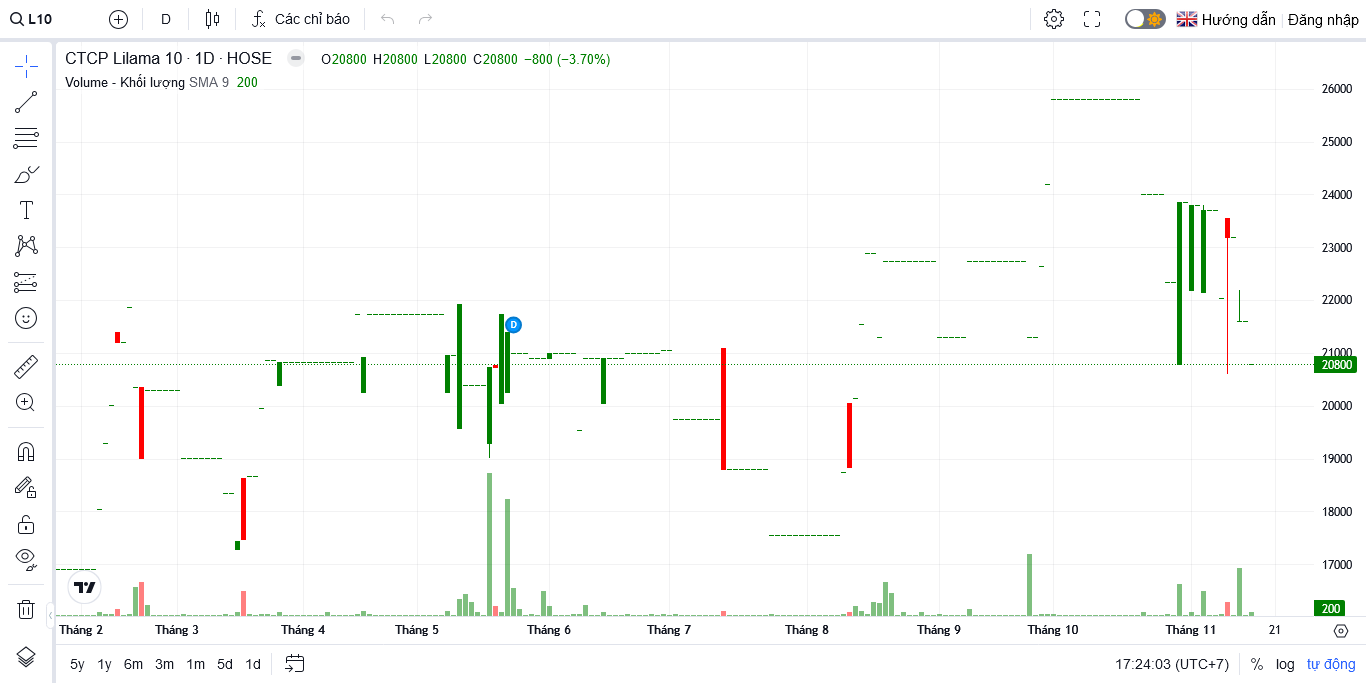 L10 D Các chỉ báo Hướng dẫn Đăng nhập
CTCP Lilama 10 · 1D · HOSE O20800 H20800 L20800 C20800 −800 (−3.70%)
Volume - Khối lượng SMA 9 200
26000
25000
24000
23000
22000
D
21000
20800
20000
19000
18000
17000
200
Tháng 2 Tháng 3 Tháng 4 Tháng 5 Tháng 6 Tháng 7 Tháng 8 Tháng 9 Tháng 10 Tháng 11 21
5y 1y 6m 3m 1m 5d 1d 17:24:03 (UTC+7) % log tự động